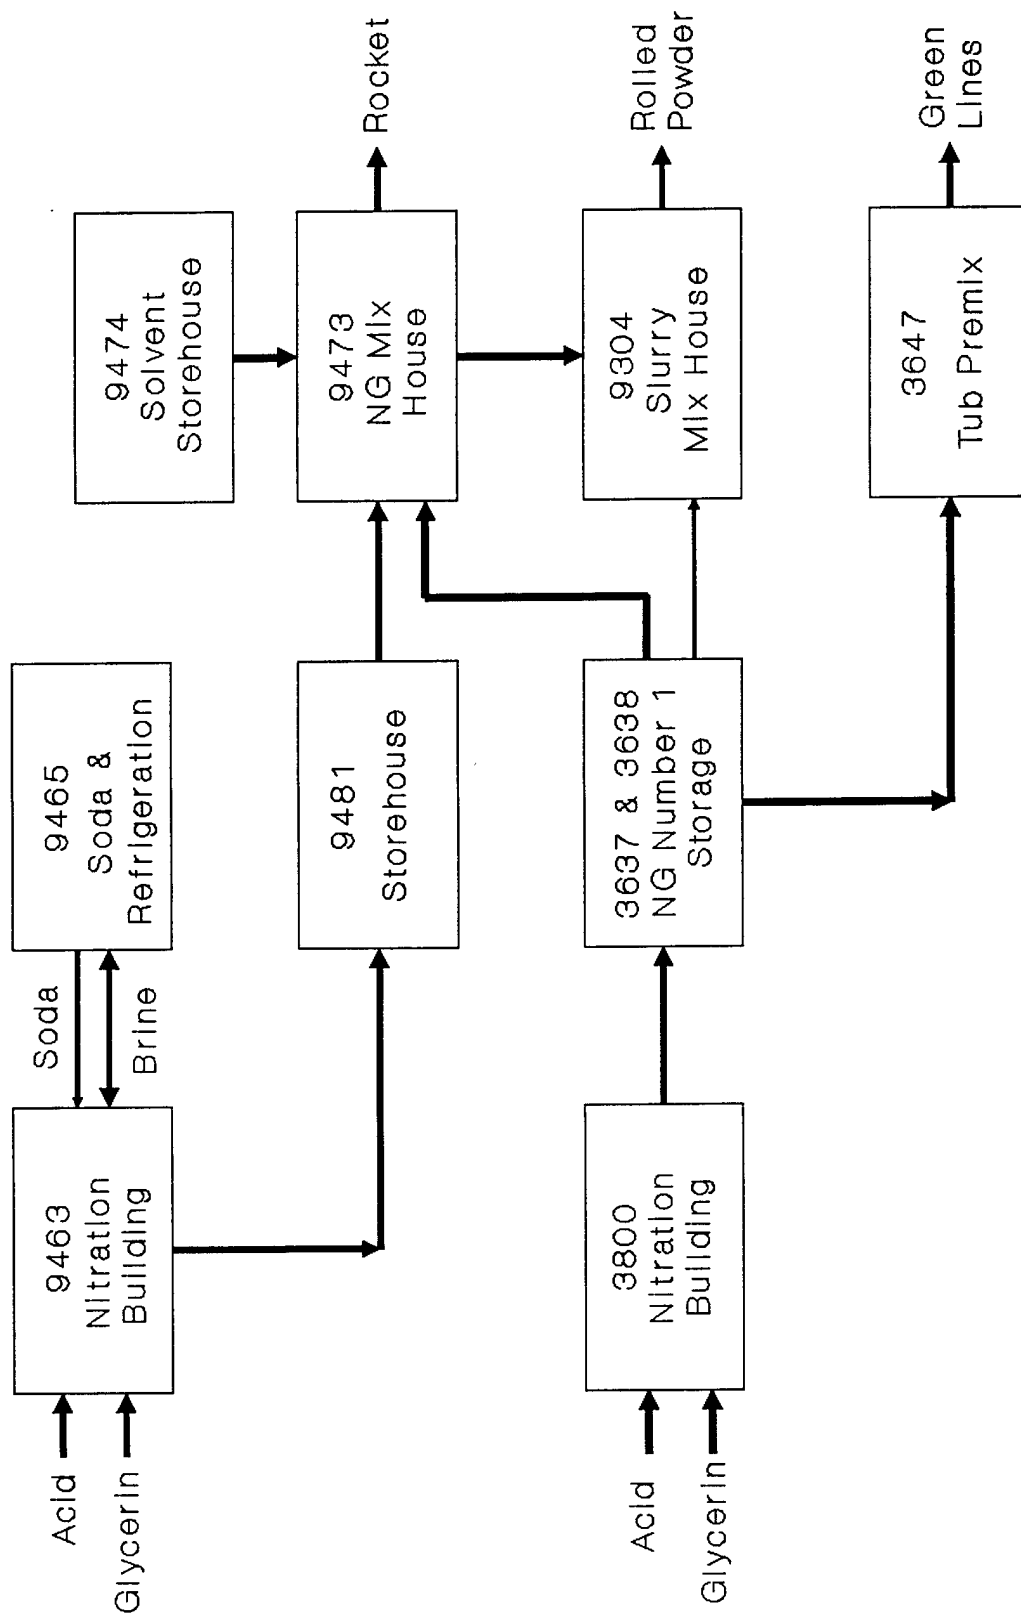 Acid
Glycerin
9463
Nitration
Building
Soda
Brine
9465
Soda &
Refrigeration
9474
Solvent
Storehouse
9481
Storehouse
9473
NG Mix
House
Rocket
Acid
Glycerin
3800
Nitration
Building
3637 & 3638
NG Number 1
Storage
9304
Slurry
Mix House
Rolled
Powder
3647
Tub Premix
Green
Lines